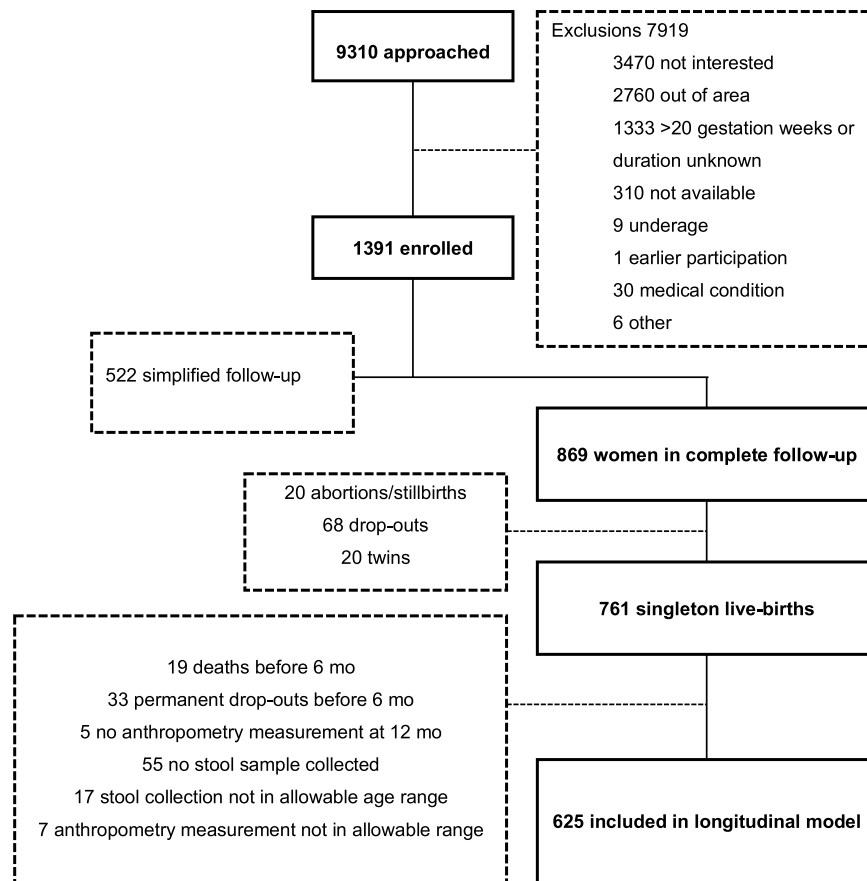 9310 approached
Exclusions 7919
3470 not interested
2760 out of area
1333 >20 gestation weeks or
duration unknown
310 not available
9 underage
1 earlier participation
30 medical condition
6 other
1391 enrolled
522 simplified follow-up
869 women in complete follow-up
20 abortions/stillbirths
68 drop-outs
20 twins
761 singleton live-births
19 deaths before 6 mo
33 permanent drop-outs before 6 mo
5 no anthropometry measurement at 12 mo
55 no stool sample collected
17 stool collection not in allowable age range
7 anthropometry measurement not in allowable range
625 included in longitudinal model